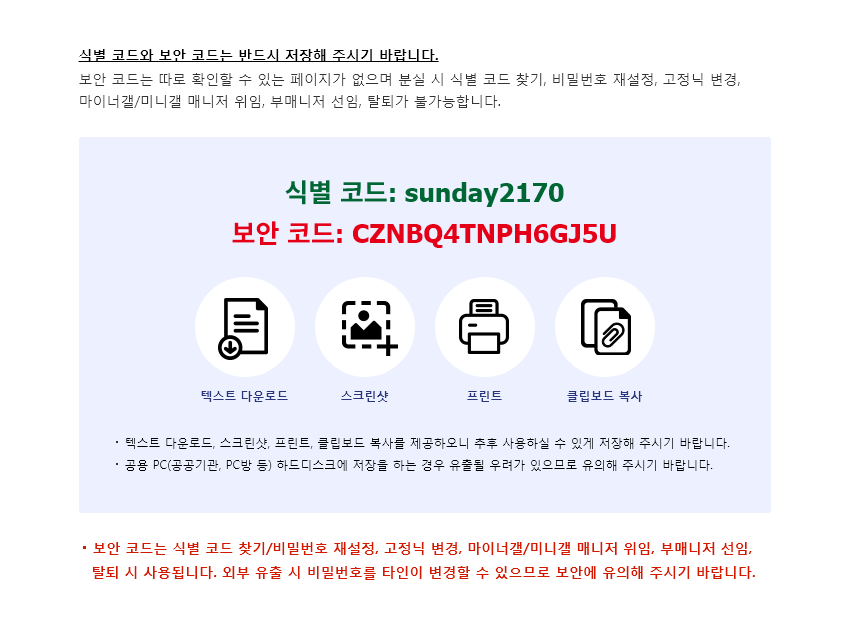 식별 코드와 보안 코드는 반드시 저장해 주시기 바랍니다.
보안 코드는 따로 확인할 수 있는 페이지가 없으며 분실 시 식별 코드 찾기, 비밀번호 재설정, 고정닉 변경,
마이너갤/미니갤 매니저 위임, 부매니저 선임, 탈퇴가 불가능합니다.
식별 코드: sunday2170
보안 코드: CZNBQ4TNPH6GJ5U
텍스트 다운로드
스크린샷
프린트
클립보드 복사
· 텍스트 다운로드, 스크린샷, 프린트, 클립보드 복사를 제공하오니 추후 사용하실 수 있게 저장해 주시기 바랍니다.
· 공용 PC(공공기관, PC방 등) 하드디스크에 저장을 하는 경우 유출될 우려가 있으므로 유의해 주시기 바랍니다.
· 보안 코드는 식별 코드 찾기/비밀번호 재설정, 고정닉 변경, 마이너갤/미니갤 매니저 위임, 부매니저 선임,
탈퇴 시 사용됩니다. 외부 유출 시 비밀번호를 타인이 변경할 수 있으므로 보안에 유의해 주시기 바랍니다.